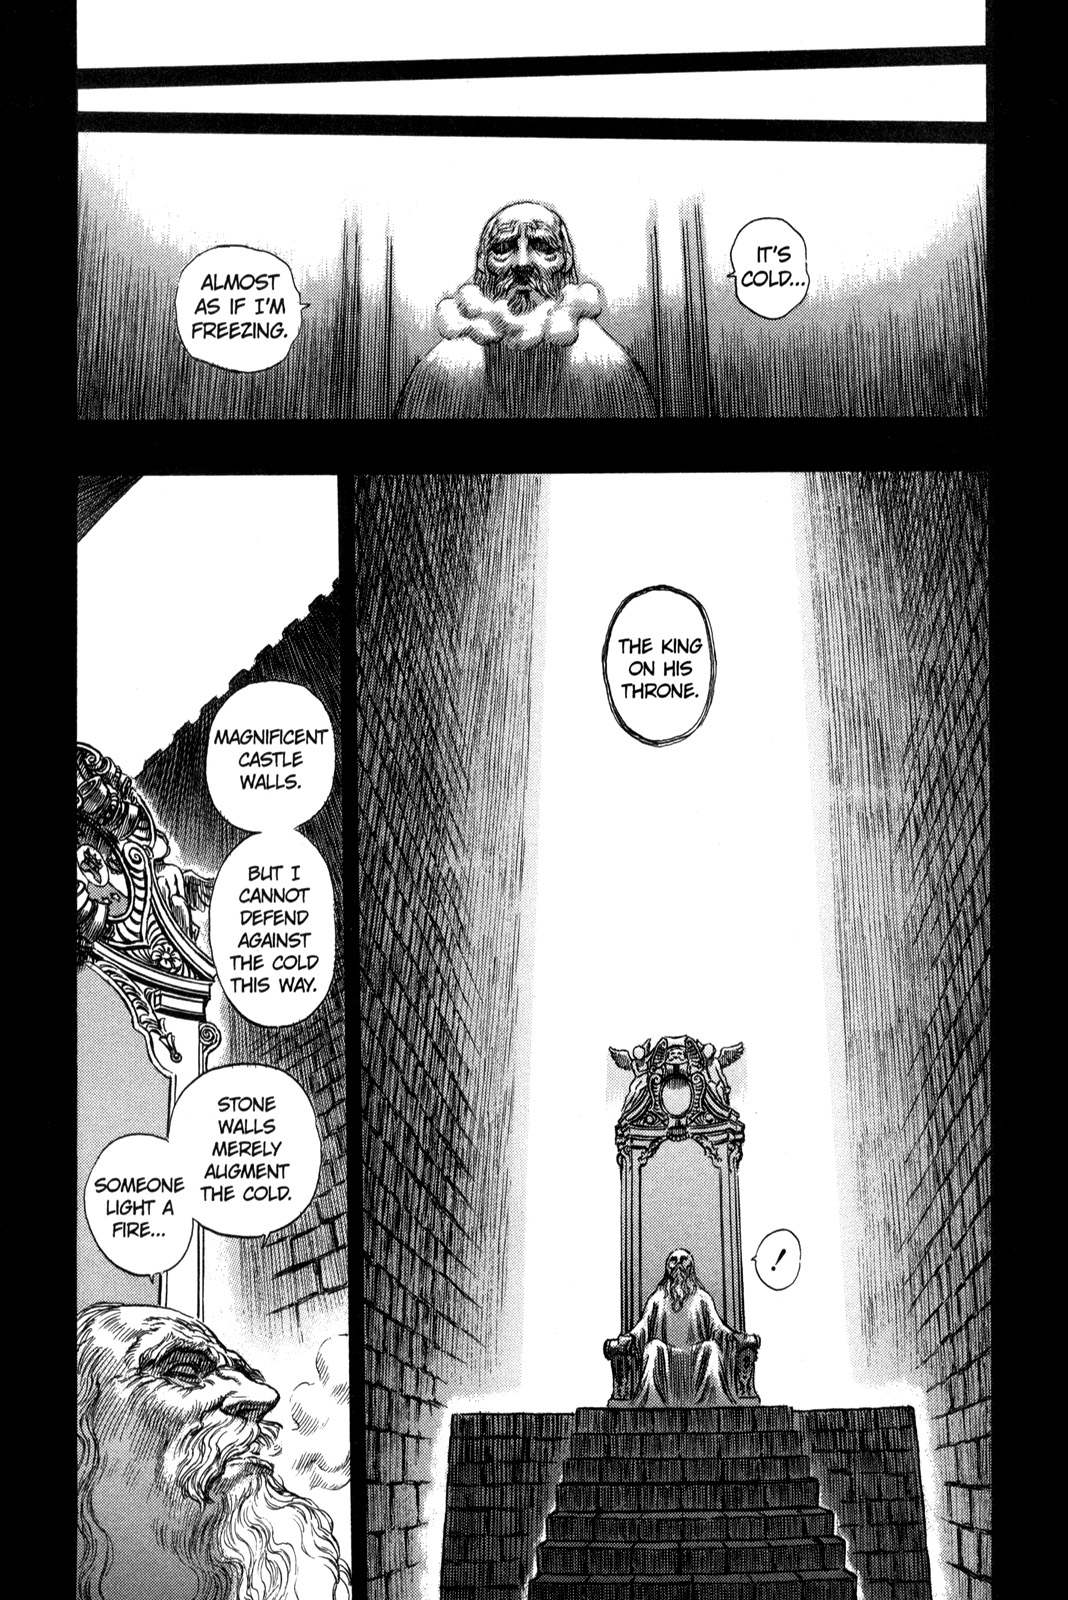 IT'S
COLD...
ALMOST
AS IF I'M
FREEZING.
THE KING
ON HIS
THRONE.
!
MAGNIFICENT
CASTLE
WALLS.
BUT I
CANNOT
DEFEND
AGAINST
THE COLD
THIS WAY.
STONE
WALLS
MERELY
AUGMENT
THE COLD.
SOMEONE
LIGHT A
FIRE...